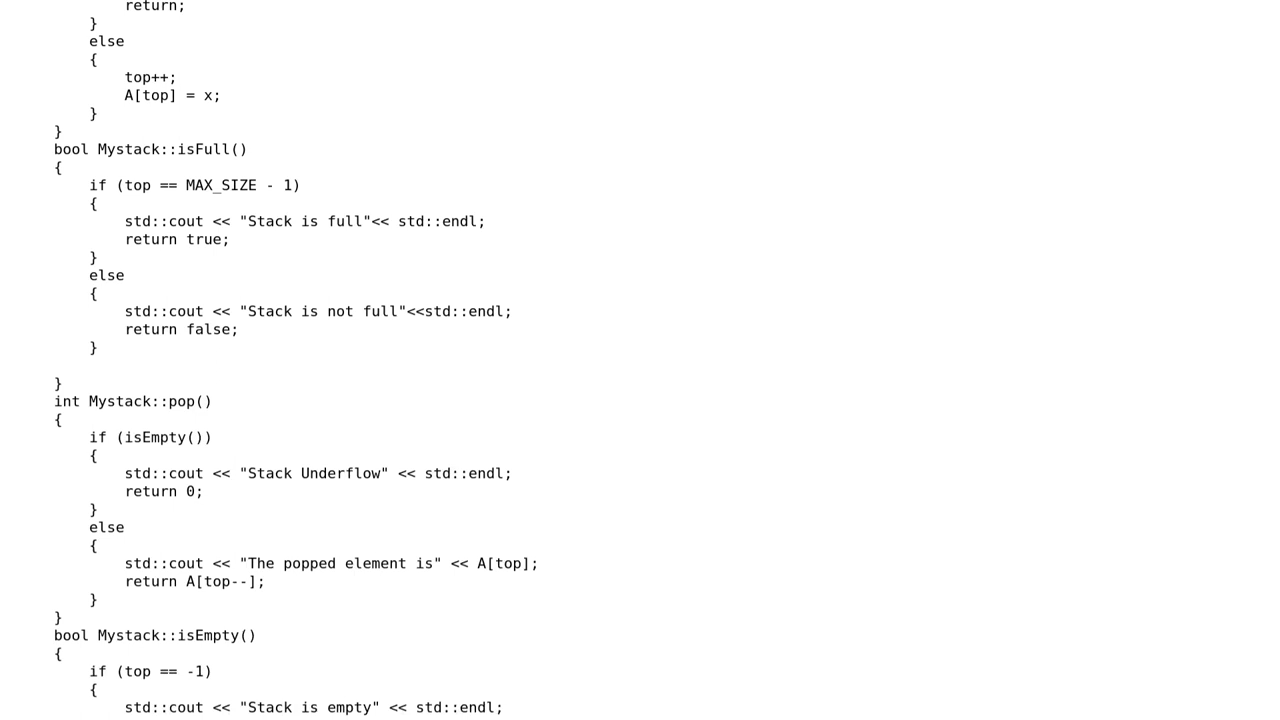 return;
    }
    else
    {
        top++;
        A[top] = x;
    }
}
bool Mystack::isFull()
{
    if (top == MAX_SIZE - 1)
    {
        std::cout << "Stack is full"<< std::endl;
        return true;
    }
    else
    {
        std::cout << "Stack is not full"<<std::endl;
        return false;
    }

}
int Mystack::pop()
{
    if (isEmpty())
    {
        std::cout << "Stack Underflow" << std::endl;
        return 0;
    }
    else
    {
        std::cout << "The popped element is" << A[top];
        return A[top--];
    }
}
bool Mystack::isEmpty()
{
    if (top == -1)
    {
        std::cout << "Stack is empty" << std::endl;